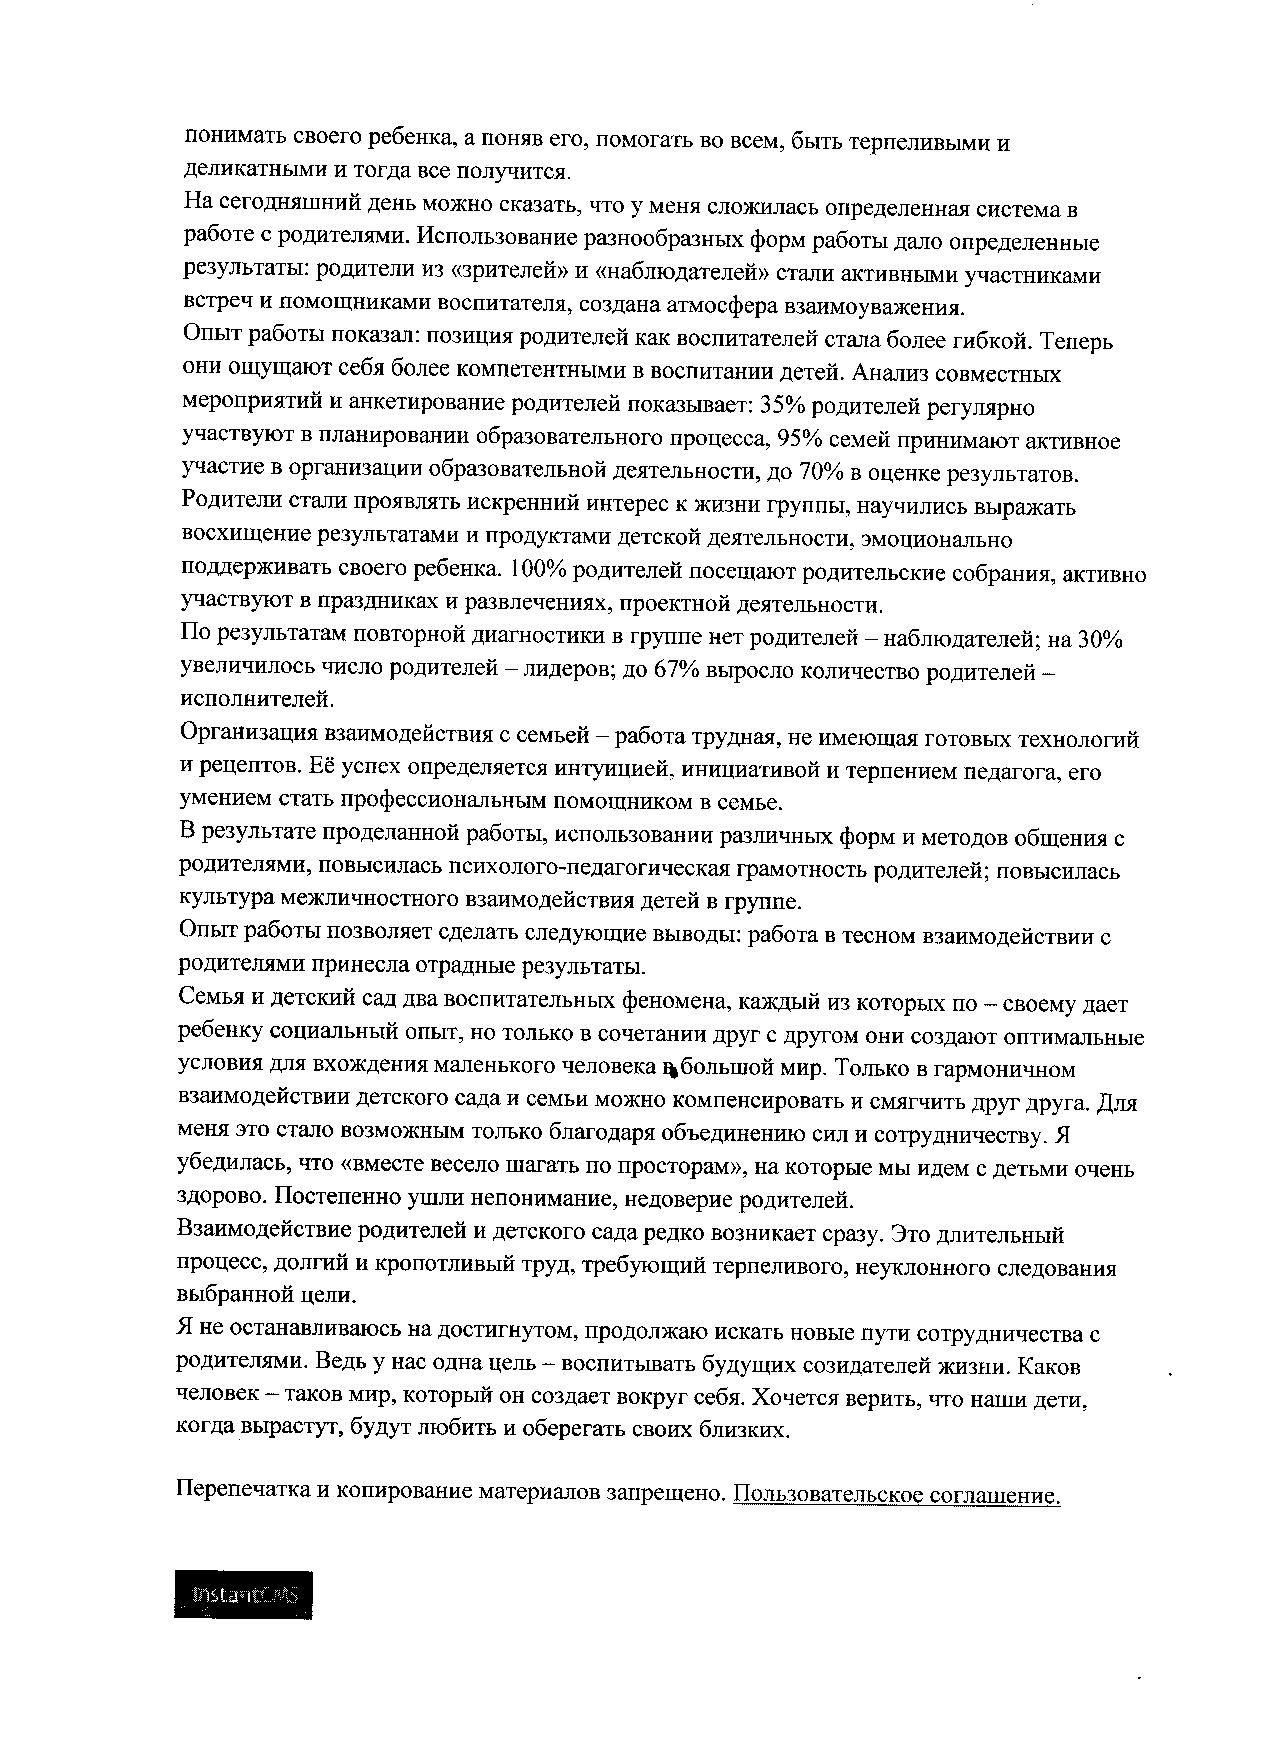 понимать своего ребенка, а поняв его, помогать во всем, быть терпеливыми и
деликатными и тогда все получится.
На сегодняшний день можно сказать, что у меня сложилась определенная система в
работе с родителями. Использование разнообразных форм работы дало определенные
результаты: родители из «зрителей» и «наблюдателей» стали активными участниками
встреч и помощниками воспитателя, создана атмосфера взаимоуважения.
Опыт работы показал: позиция родителей как воспитателей стала более гибкой. Теперь
они ощущают себя более компетентными в воспитании детей. Анализ совместных
мероприятий и анкетирование родителей показывает: 35% родителей регулярно
участвуют в планировании образовательного процесса, 95% семей принимают активное
участие в организации образовательной деятельности, до 70% в оценке результатов.
Родители стали проявлять искренний интерес к жизни группы, научились выражать
восхищение результатами и продуктами детской деятельности, эмоционально
поддерживать своего ребенка. 100% родителей посещают родительские собрания, активно
участвуют в праздниках и развлечениях, проектной деятельности.
По результатам повторной диагностики в группе нет родителей – наблюдателей; на 30%
увеличилось число родителей – лидеров; до 67% выросло количество родителей –
исполнителей.
Организация взаимодействия с семьей – работа трудная, не имеющая готовых технологий
и рецептов. Её успех определяется интуицией, инициативой и терпением педагога, его
умением стать профессиональным помощником в семье.
В результате проделанной работы, использовании различных форм и методов общения с
родителями, повысилась психолого-педагогическая грамотность родителей; повысилась
культура межличностного взаимодействия детей в группе.
Опыт работы позволяет сделать следующие выводы: работа в тесном взаимодействии с
родителями принесла отрадные результаты.
Семья и детский сад два воспитательных феномена, каждый из которых по – своему дает
ребенку социальный опыт, но только в сочетании друг с другом они создают оптимальные
условия для вхождения маленького человека в большой мир. Только в гармоничном
взаимодействии детского сада и семьи можно компенсировать и смягчить друг друга. Для
меня это стало возможным только благодаря объединению сил и сотрудничеству. Я
убедилась, что «вместе весело шагать по просторам», на которые мы идем с детьми очень
здорово. Постепенно ушли непонимание, недоверие родителей.
Взаимодействие родителей и детского сада редко возникает сразу. Это длительный
процесс, долгий и кропотливый труд, требующий терпеливого, неуклонного следования
выбранной цели.
Я не останавливаюсь на достигнутом, продолжаю искать новые пути сотрудничества с
родителями. Ведь у нас одна цель – воспитывать будущих созидателей жизни. Каков
человек – таков мир, который он создает вокруг себя. Хочется верить, что наши дети,
когда вырастут, будут любить и оберегать своих близких.
Перепечатка и копирование материалов запрещено. Пользовательское соглашение.
InstantCMS